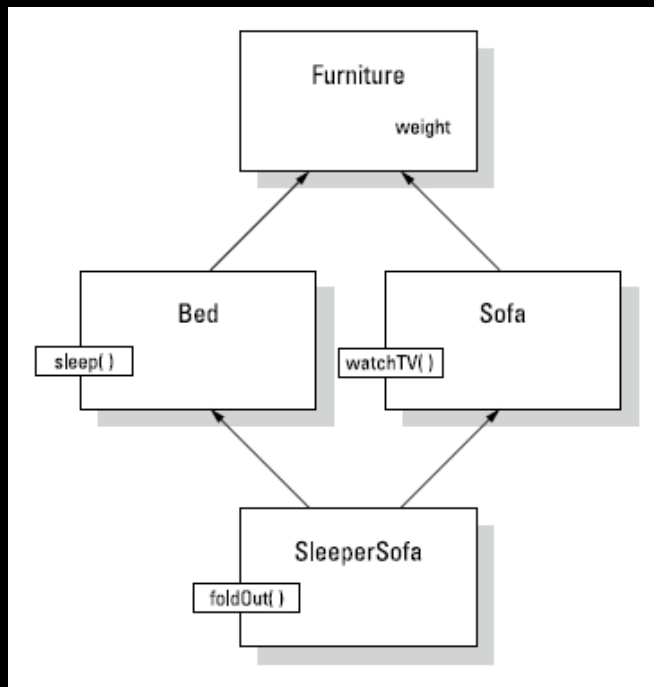 Furniture
weight
Bed
Sofa
sleep( )
watchTV( )
SleeperSofa
foldOut( )